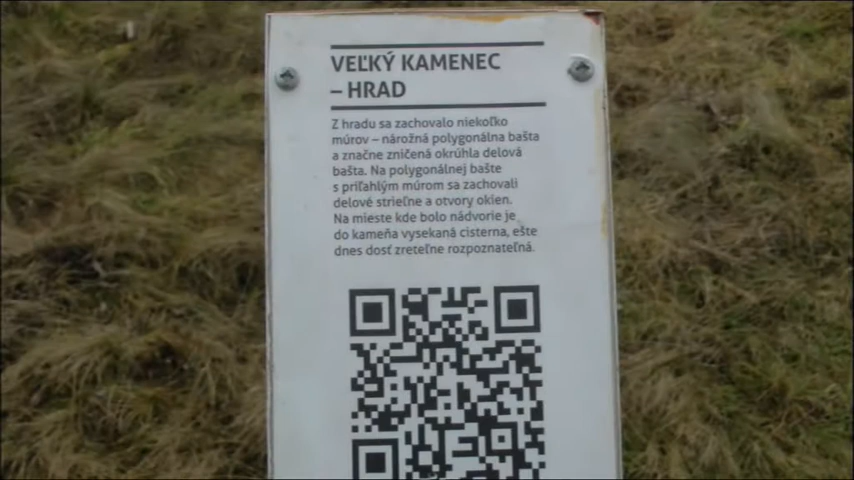 VEĽKÝ KAMENEC
– HRAD
Z hradu sa zachovalo niekoľko
múrov – nárožná polygonálna bašta
a značne zničená okrúhla delová
bašta. Na polygonálnej bašte
s priľahlým múrom sa zachovali
delové strieľne a otvory okien.
Na mieste kde bolo nádvorie je
do kameňa vysekaná cisterna, ešte
dnes dosť zreteľne rozpoznateľná.